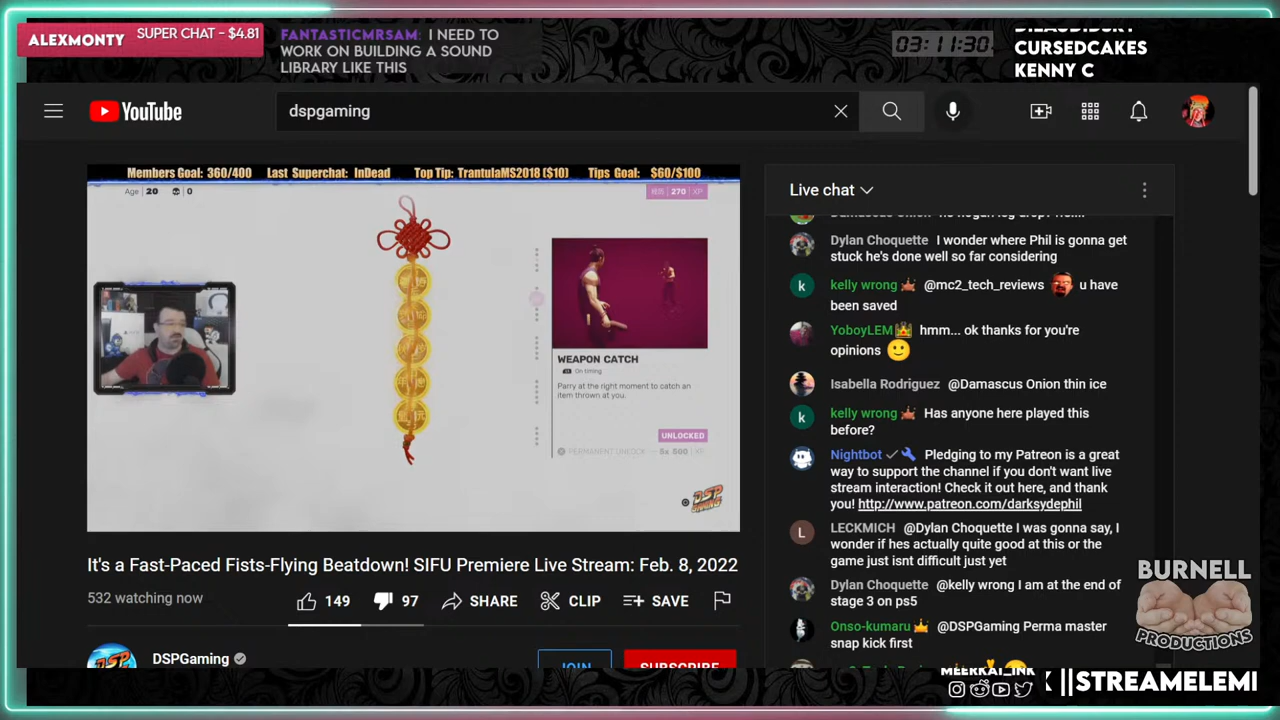 ALEXMONTY SUPER CHAT - $4.81
FANTASTICMRSAM: I NEED TO
WORK ON BUILDING A SOUND
LIBRARY LIKE THIS
03:11:30
CURSEDCAKES
KENNY C
YouTube
dspgaming
Members Goal: 360/400 Last Superchat: InDead Top Tip: TrantulaMS2018 ($10) Tips Goal: $60/$100
Age 20 0
270 XP
WEAPON CATCH
On timing
Parry at the right moment to catch an
item thrown at you.
UNLOCKED
PERMANENT UNLOCK 5x 500 XP
DSP
GAMING
It's a Fast-Paced Fists-Flying Beatdown! SIFU Premiere Live Stream: Feb. 8, 2022
532 watching now
149 97 SHARE CLIP SAVE
DSPGaming
JOIN SUBSCRIBE
Live chat
Damascus Onion
Dylan Choquette I wonder where Phil is gonna get
stuck he's done well so far considering
k kelly wrong @mc2_tech_reviews u have
been saved
YoboyLEM hmm... ok thanks for you're
opinions
Isabella Rodriguez @Damascus Onion thin ice
k kelly wrong Has anyone here played this
before?
Nightbot Pledging to my Patreon is a great
way to support the channel if you don't want live
stream interaction! Check it out here, and thank
you! http://www.patreon.com/darksydephil
L LECKMICH @Dylan Choquette I was gonna say, I
wonder if hes actually quite good at this or the
game just isnt difficult just yet
Dylan Choquette @kelly wrong I am at the end of
stage 3 on ps5
Onso-kumaru @DSPGaming Perma master
snap kick first
BURNELL
PRODUCTIONS
MEERKAT_INK
||STREAMELEMI